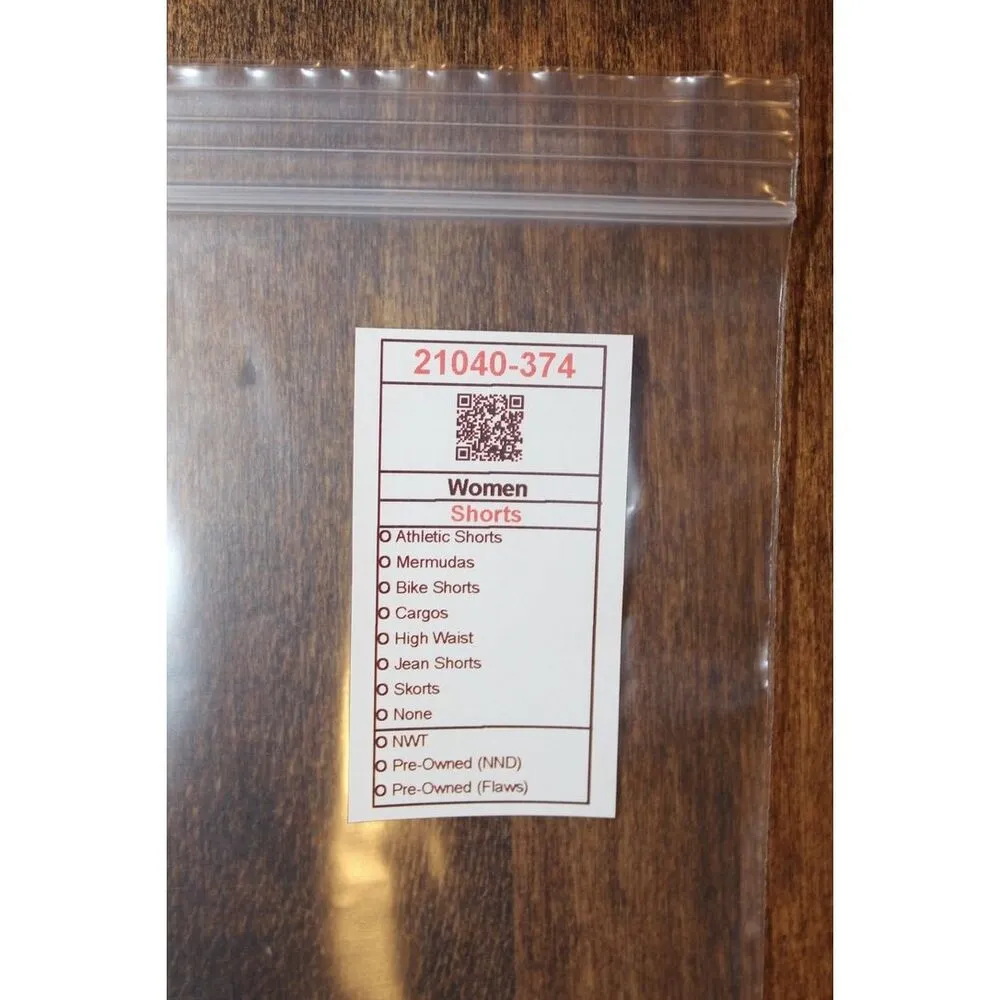 21040-374
Women
Shorts
O Athletic Shorts
O Mermudas
O Bike Shorts
O Cargos
O High Waist
O Jean Shorts
O Skorts
O None
O NWT
O Pre-Owned (NND)
O Pre-Owned (Flaws)